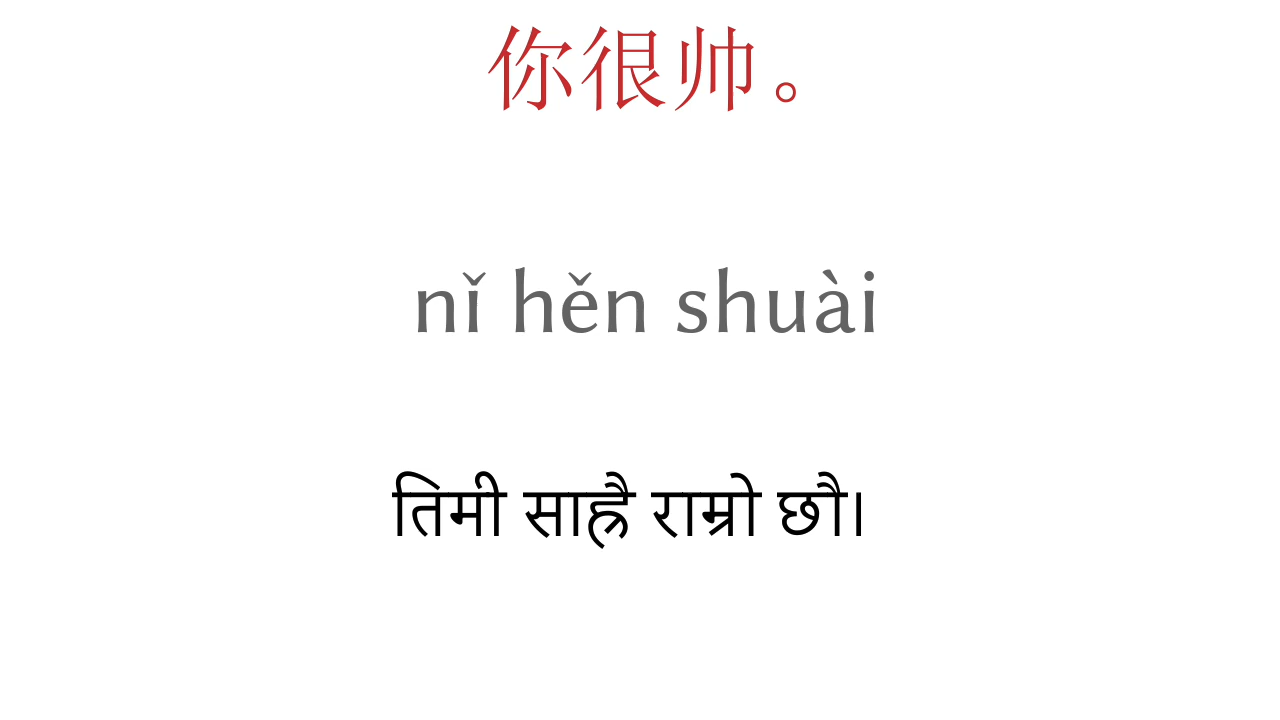 你很帅。
nǐ hěn shuài
तिमी साह्रै राम्रो छौ।